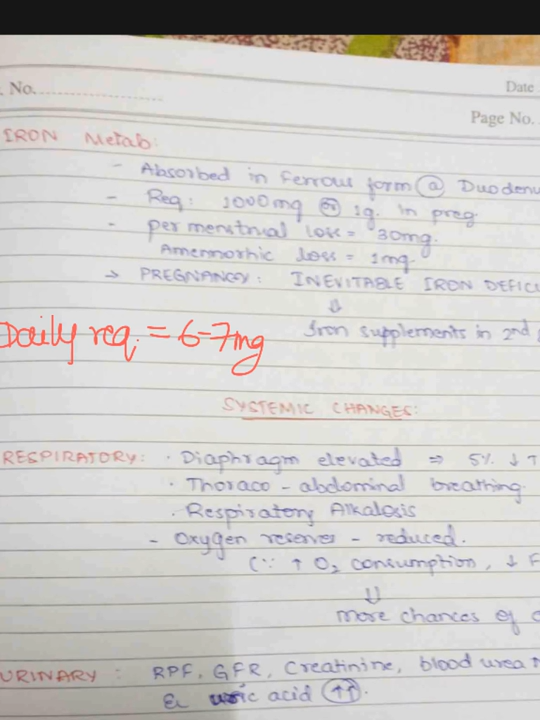 . No.
Date
Page No.
IRON Metab:
- Absorbed in ferrous form @ Duodenu
- Req: 1000mg or 1g. in preg
- per menstrual loss = 30mg.
Amenmorhic loss = 1mg.
→ PREGNANCY: INEVITABLE IRON DEFIC
⇓
Daily req. = 6-7mg
Iron supplements in 2nd
SYSTEMIC CHANGES:
RESPIRATORY: · Diaphragm elevated ⇒ 5% ↓ T
· Thoraco - abdominal breathing.
· Respiratory Alkalosis
- Oxygen reserves - reduced.
(∵ ↑ O2 consumption, ↓ F
⇓
more chances of
URINARY: RPF, GFR, Creatinine, blood urea
& uric acid (↑↑).